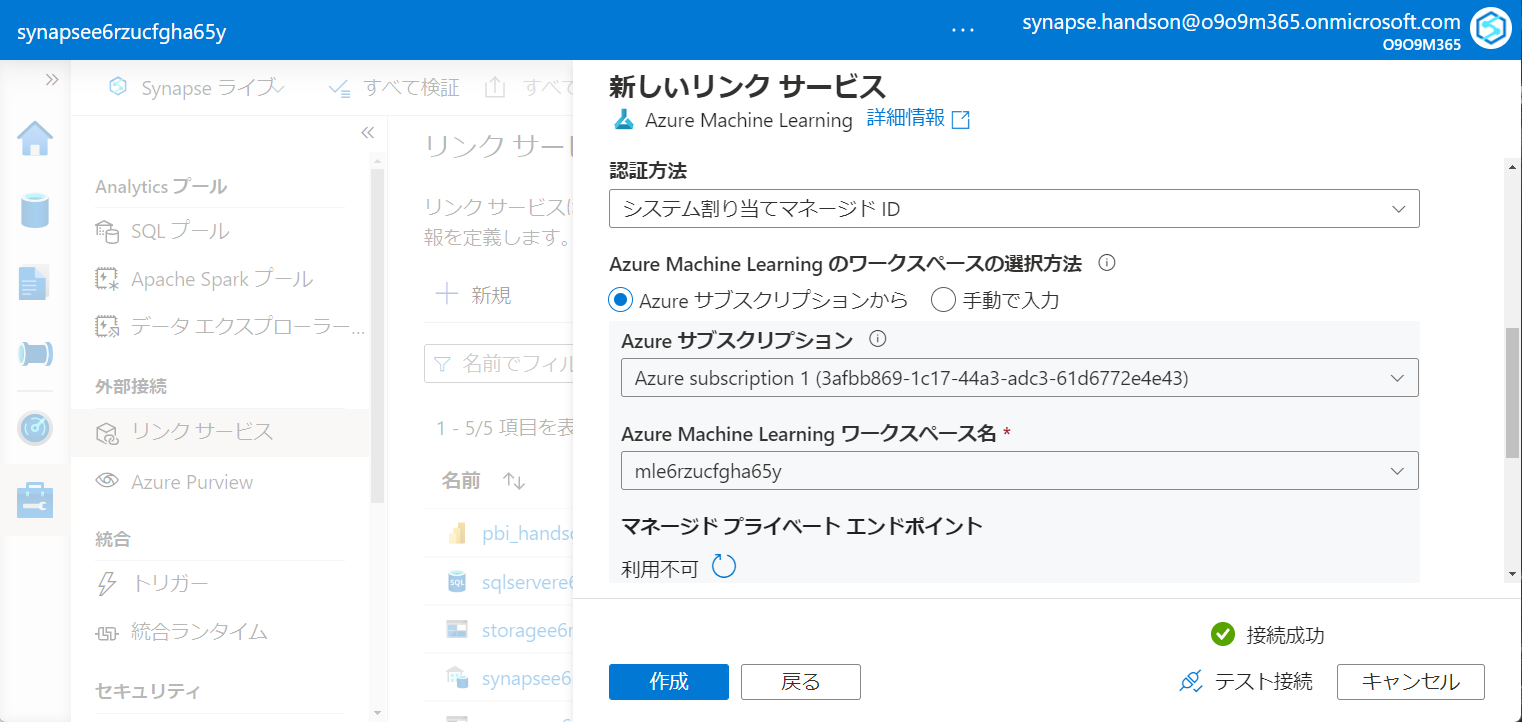 synapsee6rzucfgha65y
…
synapse.handson@o9o9m365.onmicrosoft.com
O9O9M365
Synapse ライブ
すべて検証
すべて
Analytics プール
SQL プール
Apache Spark プール
データ エクスプローラー...
外部接続
リンク サービス
Azure Purview
統合
トリガー
統合ランタイム
セキュリティ
リンク サー
リンク サービスは
報を定義します。
新規
名前でフィル
1 - 5/5 項目を表
名前
pbi_handso
sqlservere6
storagee6r
synapsee6
新しいリンク サービス
Azure Machine Learning 詳細情報
認証方法
システム割り当てマネージド ID
Azure Machine Learning のワークスペースの選択方法
Azure サブスクリプションから 手動で入力
Azure サブスクリプション
Azure subscription 1 (3afbb869-1c17-44a3-adc3-61d6772e4e43)
Azure Machine Learning ワークスペース名 *
mle6rzucfgha65y
マネージド プライベート エンドポイント
利用不可
接続成功
作成 戻る テスト接続 キャンセル